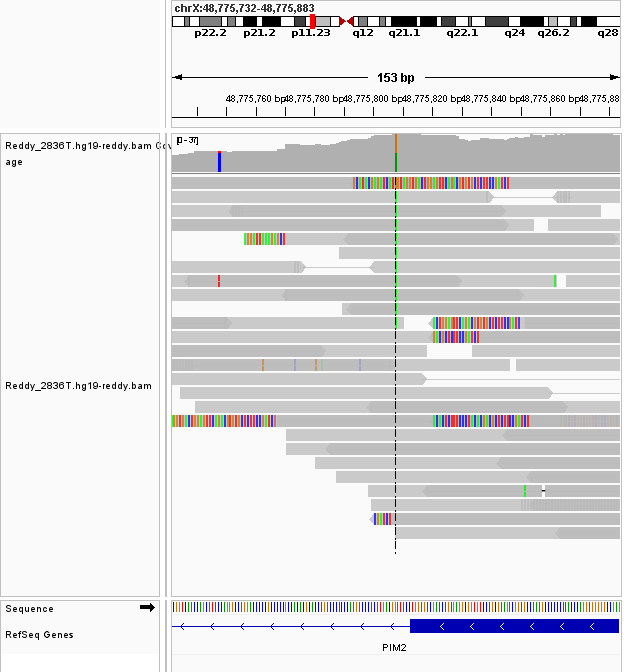 chrX:48,775,732-48,775,883
p22.2 p21.2 p11.23 q12 q21.1 q22.1 q24 q26.2 q28
153 bp
48,775,760 bp 48,775,780 bp 48,775,800 bp 48,775,820 bp 48,775,840 bp 48,775,860 bp 48,775,88
Reddy_2836T.hg19-reddy.bam Cov
age
[0-37]
Reddy_2836T.hg19-reddy.bam
Sequence
RefSeq Genes
PIM2